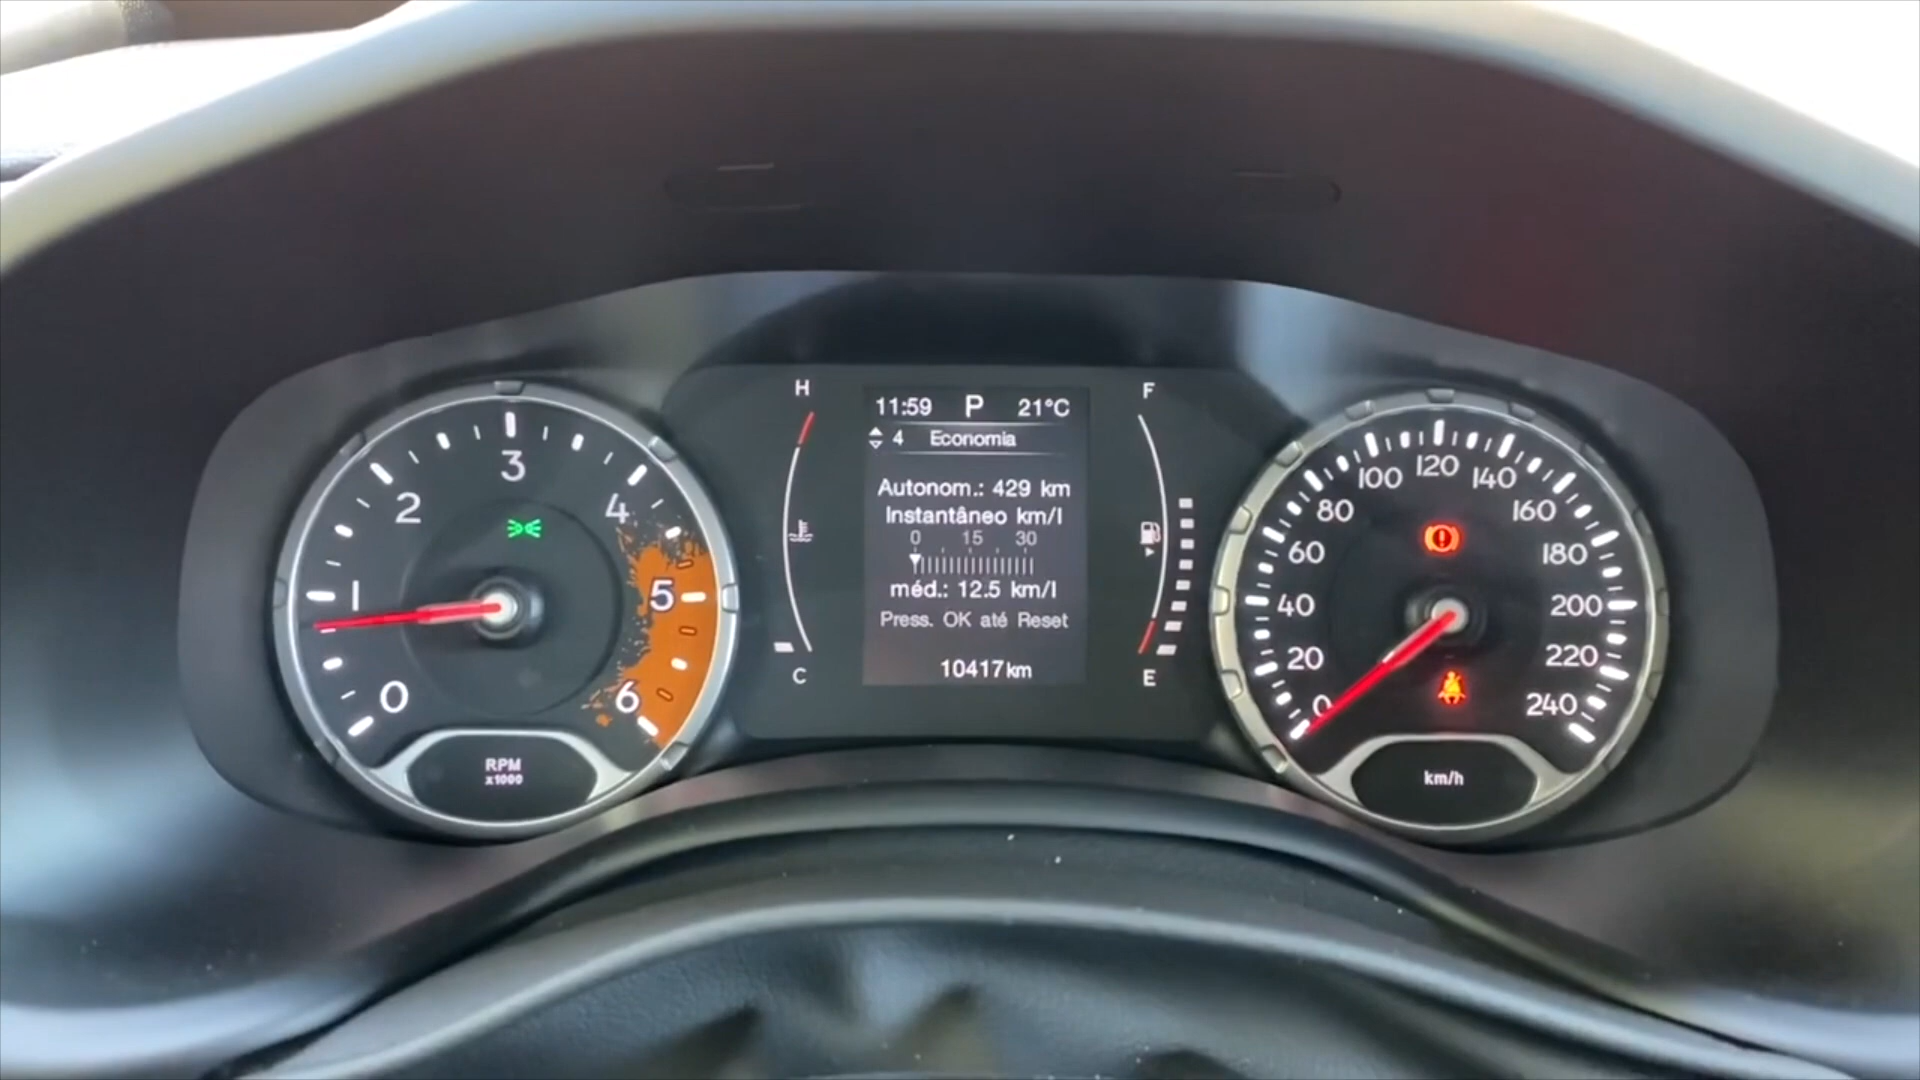 11:59 P 21°C
4 Economia
Autonom.: 429 km
Instantâneo km/l
0 15 30
méd.: 12.5 km/l
Press. OK até Reset
10417km
H
C
F
E
0 1 2 3 4 5 6
RPM
x1000
0 20 40 60 80 100 120 140 160 180 200 220 240
km/h